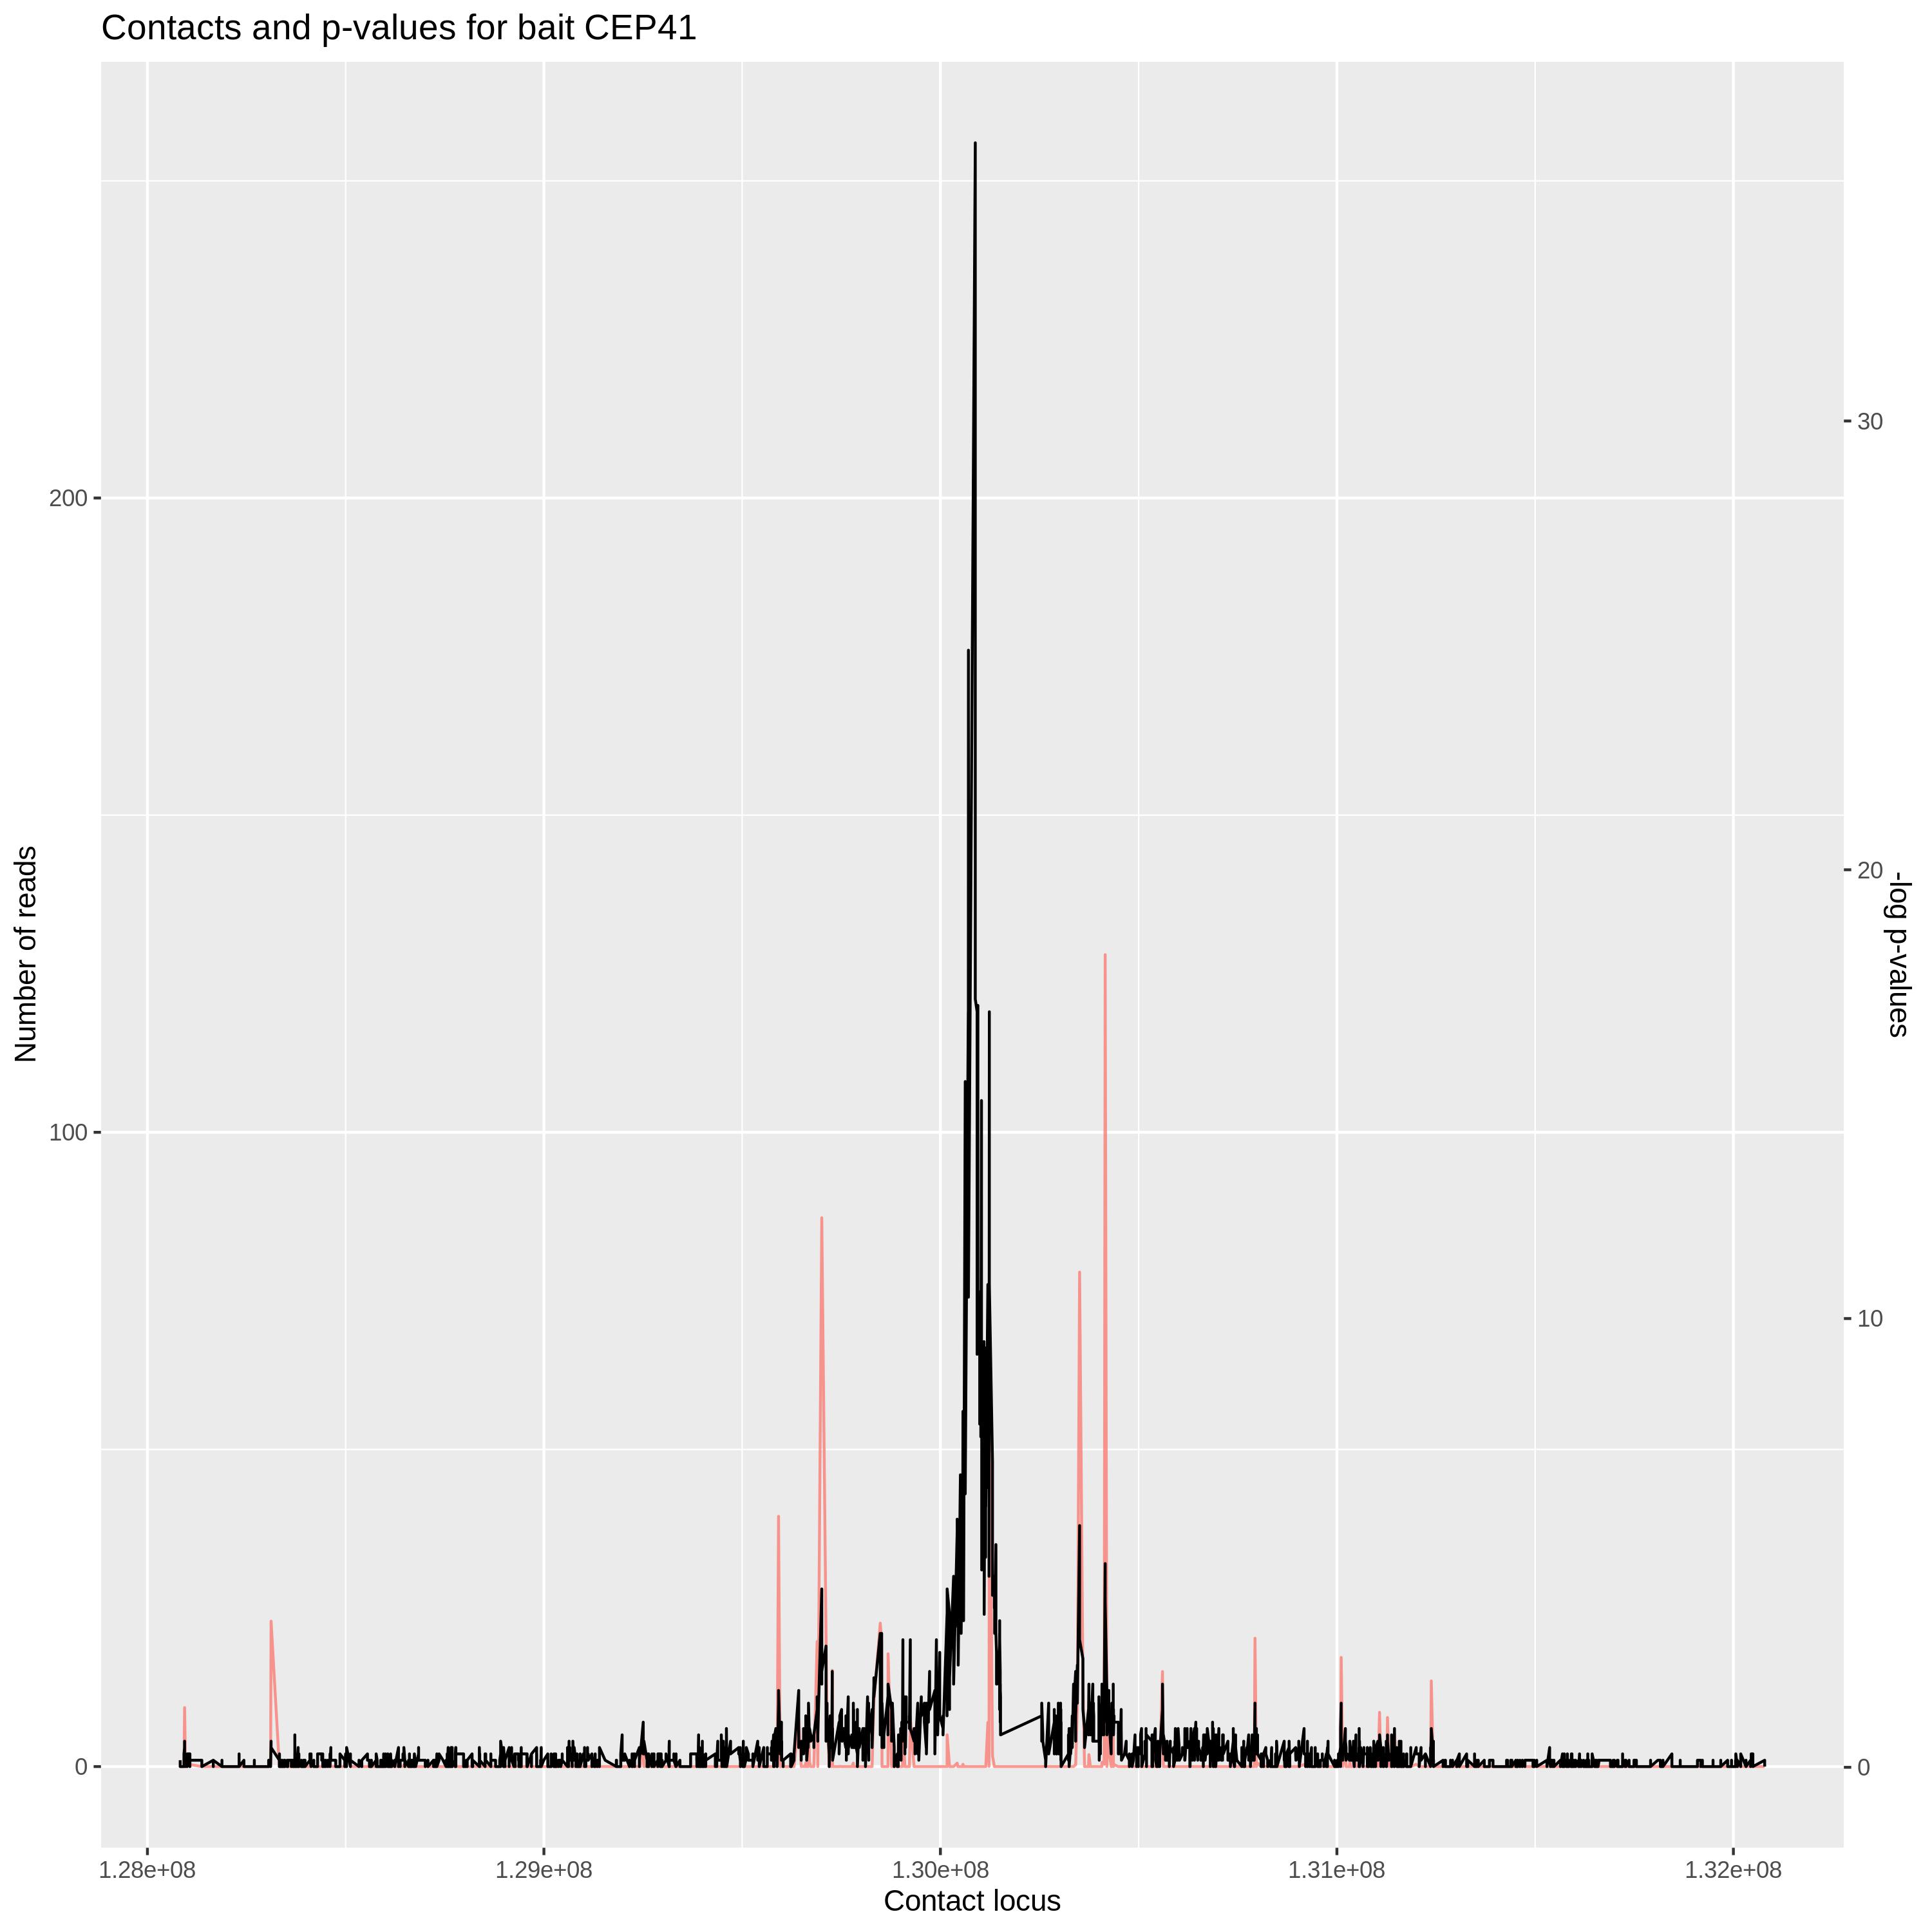 Contacts and p-values for bait CEP41
Number of reads
200
100
0
30
20
10
0
-log p-values
1.28e+08 1.29e+08 1.30e+08 1.31e+08 1.32e+08
Contact locus